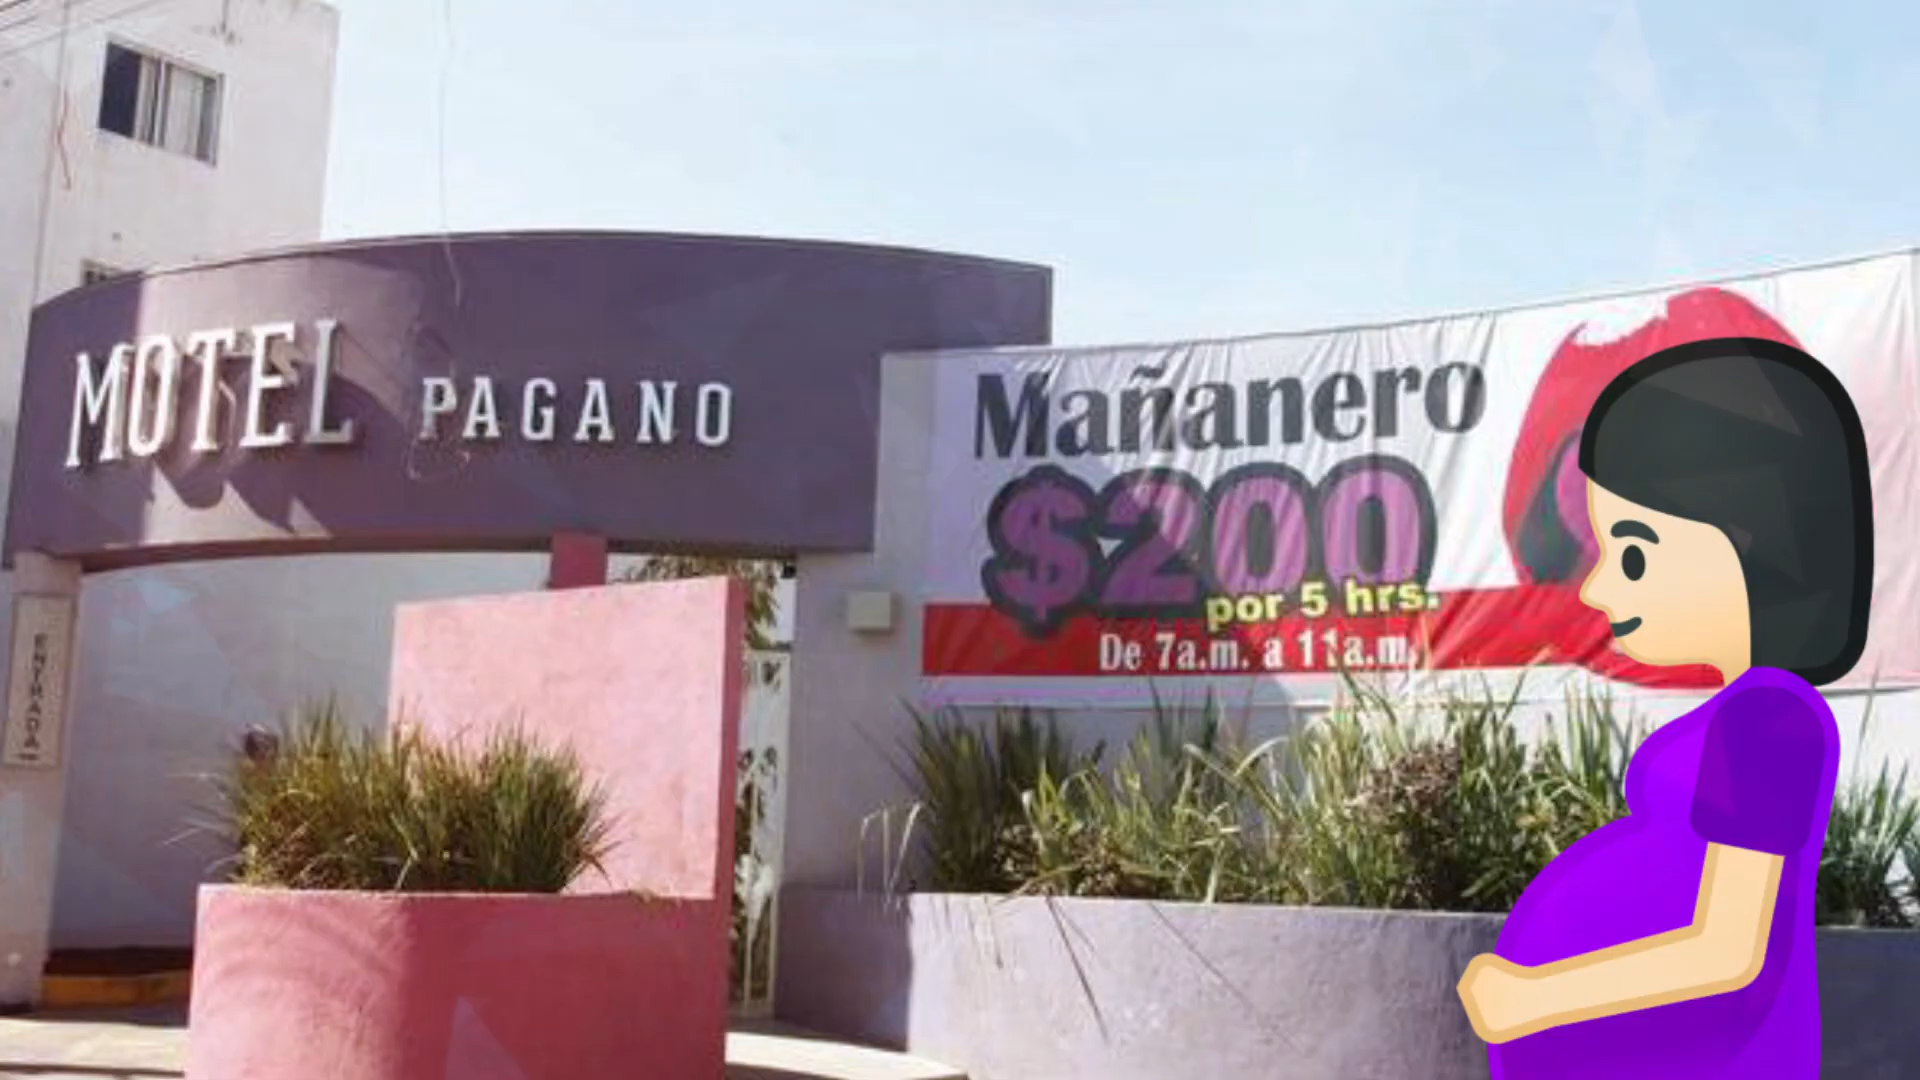 MOTEL PAGANO
Mañanero
$200
por 5 hrs.
De 7a.m. a 11a.m.
ENTRADA